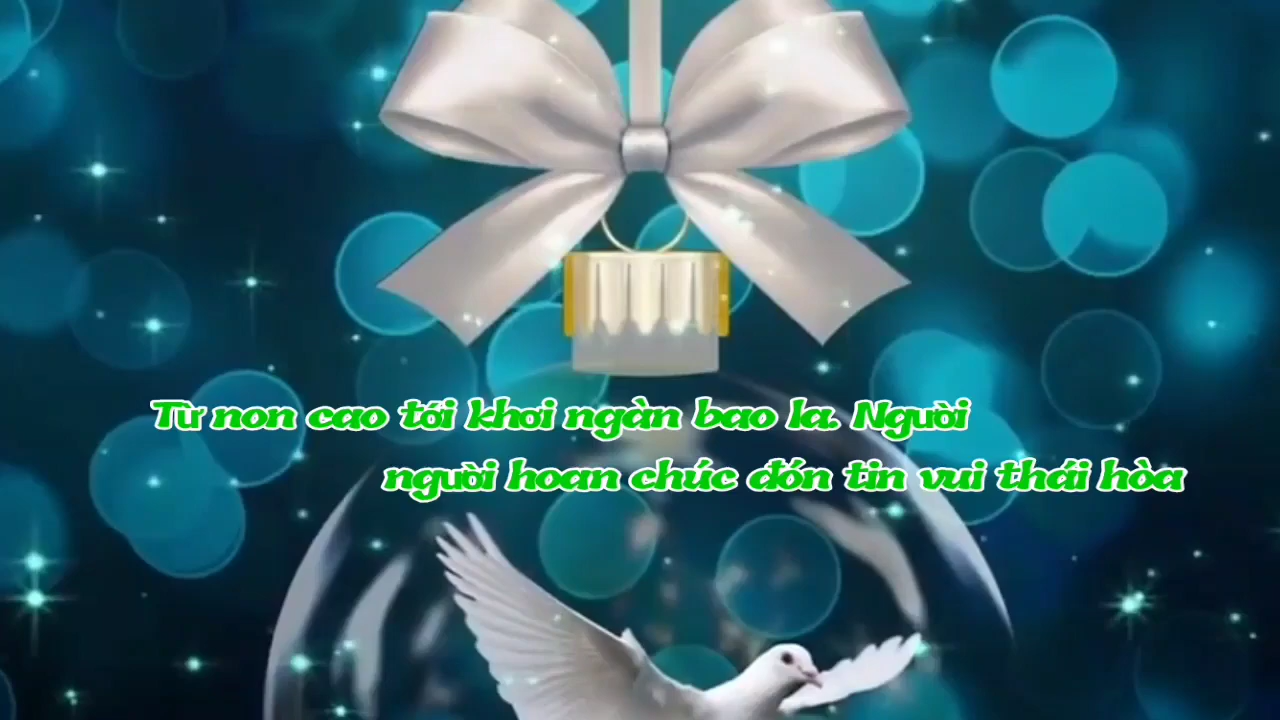 Từ non cao tới khơi ngàn bao la. Người
người hoan chúc đón tin vui thái hòa